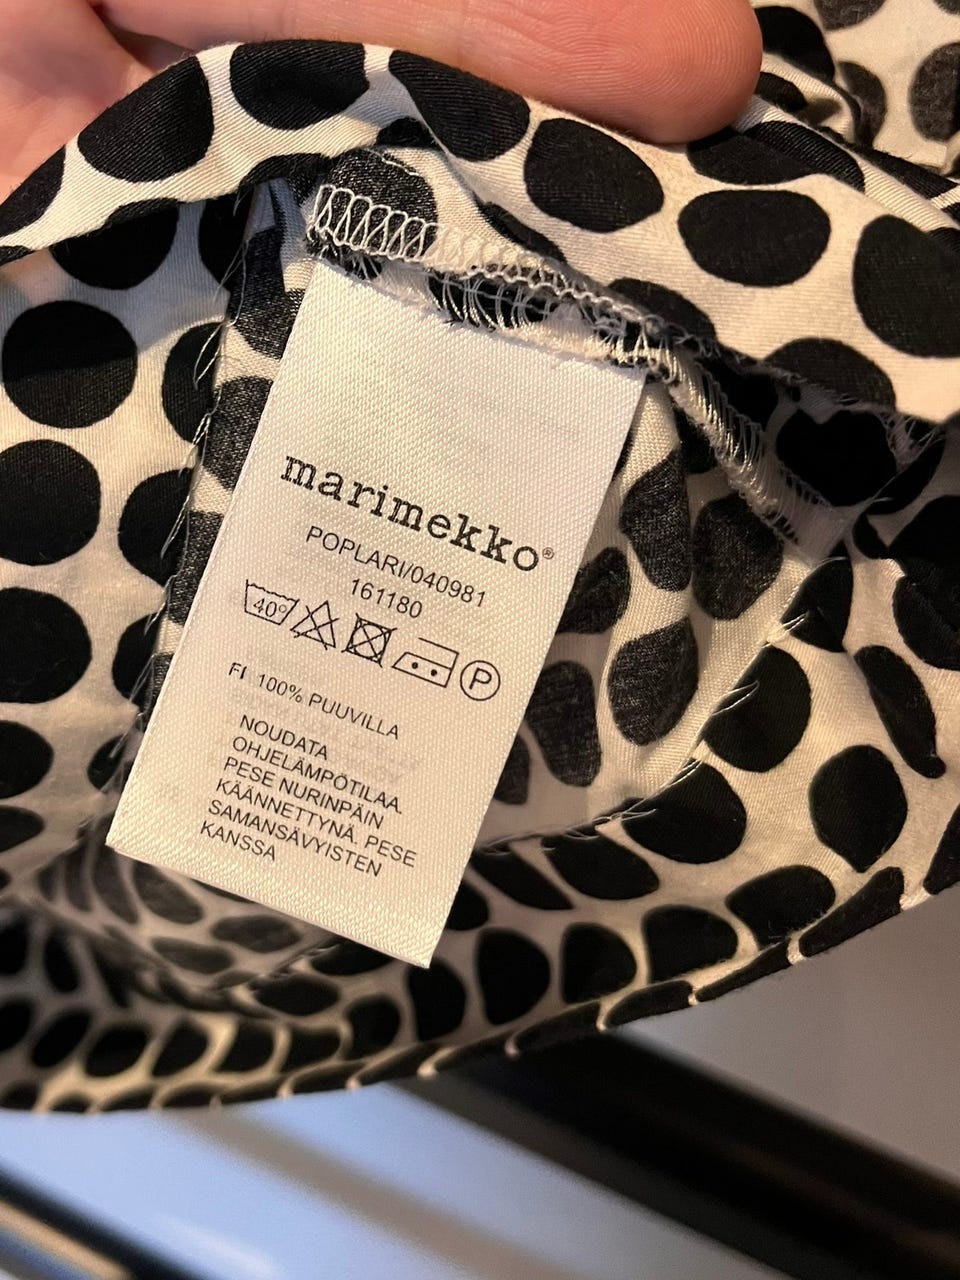 marimekko®
POPLARI/040981
161180
40° P
FI 100% PUUVILLA
NOUDATA
OHJELÄMPÖTILAA.
PESE NURINPÄIN
KÄÄNNETTYNÄ. PESE
SAMANSÄVYISTEN
KANSSA